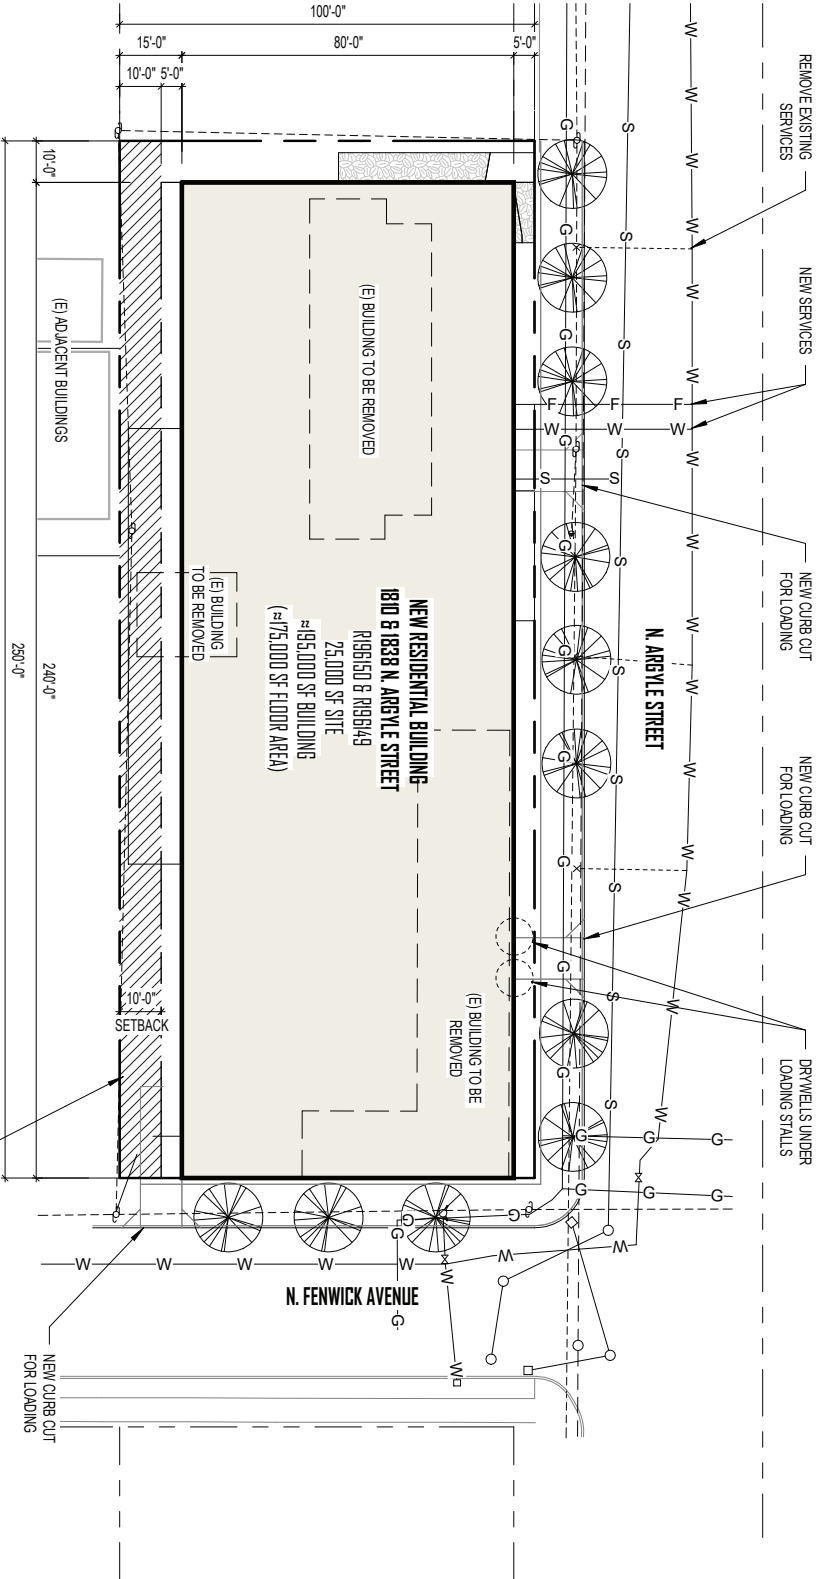 100'-0"
15'-0"
80'-0"
5'-0"
10'-0"
5'-0"
REMOVE EXISTING
SERVICES
NEW SERVICES
NEW CURB CUT
FOR LOADING
NEW CURB CUT
FOR LOADING
DRYWELLS UNDER
LOADING STALLS
N. ARGYLE STREET
W W W W W W W W W W W W W W W W
S S S S S S S S S
G G G G G G G G G G
F F F
W W W
S S
G G G
G G G
(E) BUILDING TO BE REMOVED
NEW RESIDENTIAL BUILDING
1810 & 1838 N. ARGYLE STREET
R196150 & R196149
25,000 SF SITE
≈195,000 SF BUILDING
(≈175,000 SF FLOOR AREA)
(E) BUILDING TO BE
REMOVED
(E) BUILDING
TO BE REMOVED
10'-0"
SETBACK
(E) ADJACENT BUILDINGS
10'-0"
240'-0"
250'-0"
G G
G G
W W W W W
W W W W
N. FENWICK AVENUE
NEW CURB CUT
FOR LOADING